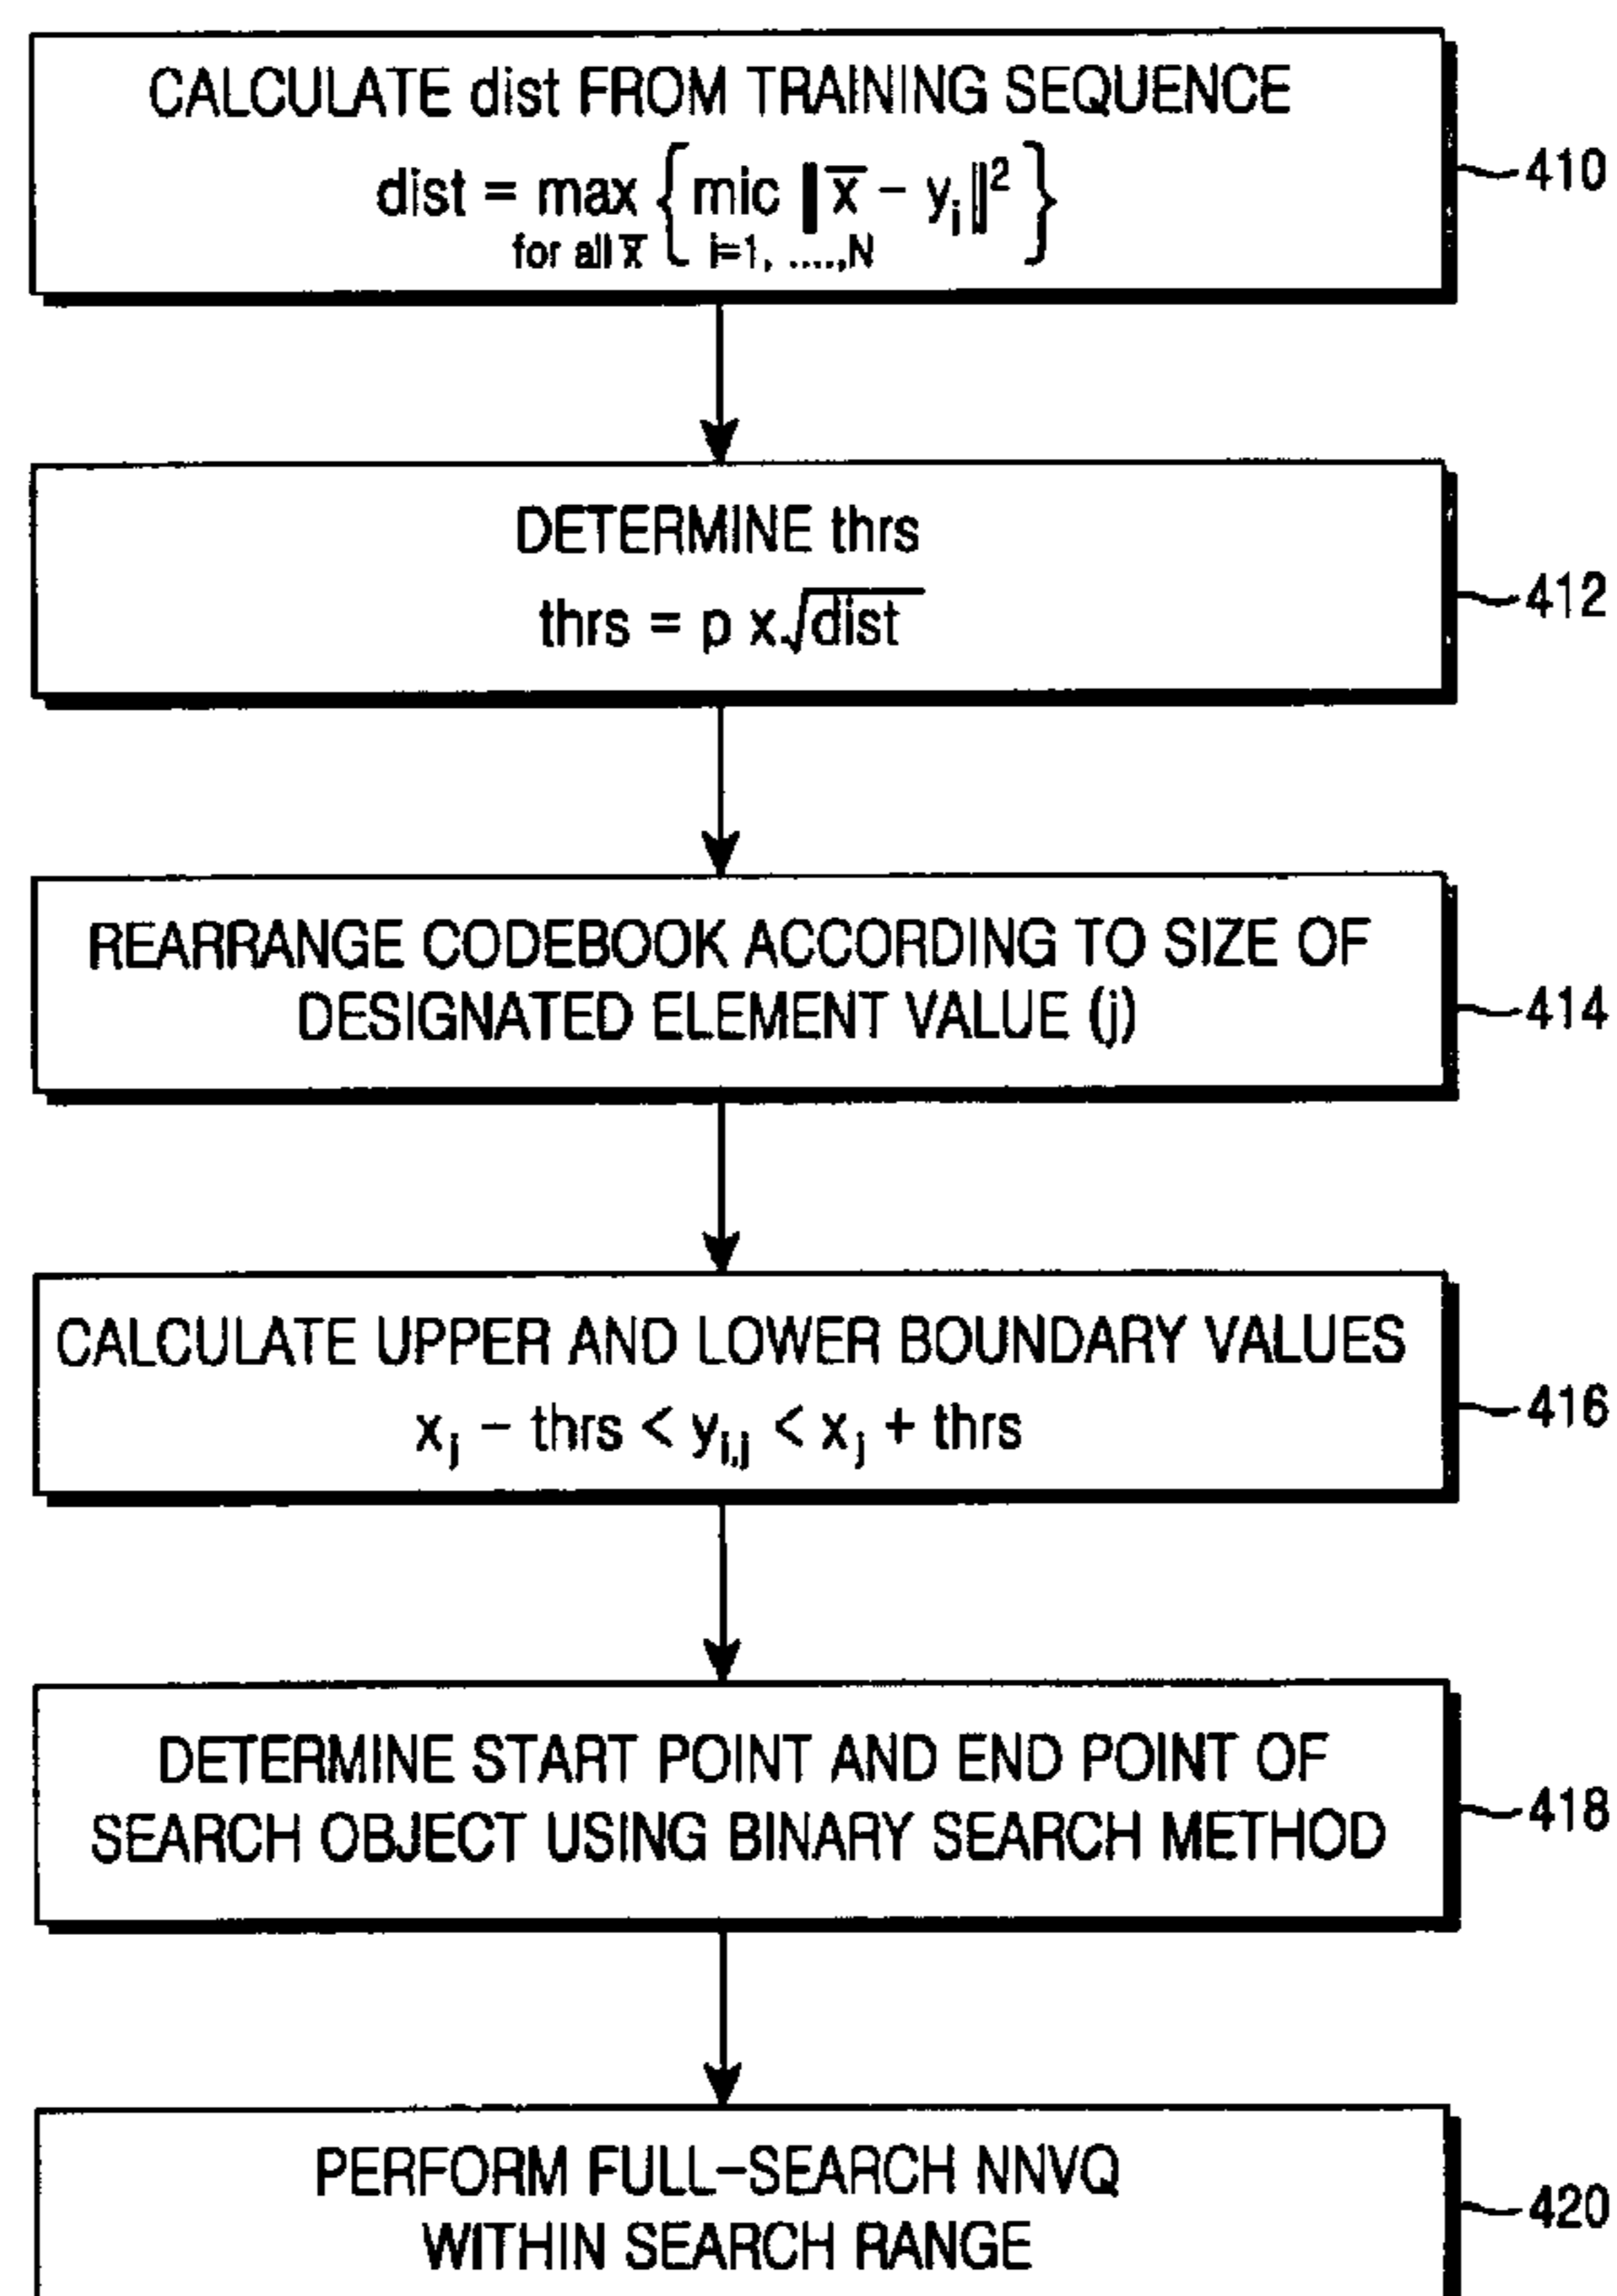 CALCULATE dist FROM TRAINING SEQUENCE
dist = max { mic ‖x̅ - yᵢ‖² }
for all x̅ i=1, ....,N
410
DETERMINE thrs
thrs = p x √dist
412
REARRANGE CODEBOOK ACCORDING TO SIZE OF
DESIGNATED ELEMENT VALUE (j)
414
CALCULATE UPPER AND LOWER BOUNDARY VALUES
xⱼ - thrs < yᵢ,ⱼ < xⱼ + thrs
416
DETERMINE START POINT AND END POINT OF
SEARCH OBJECT USING BINARY SEARCH METHOD
418
PERFORM FULL-SEARCH NNVQ
WITHIN SEARCH RANGE
420